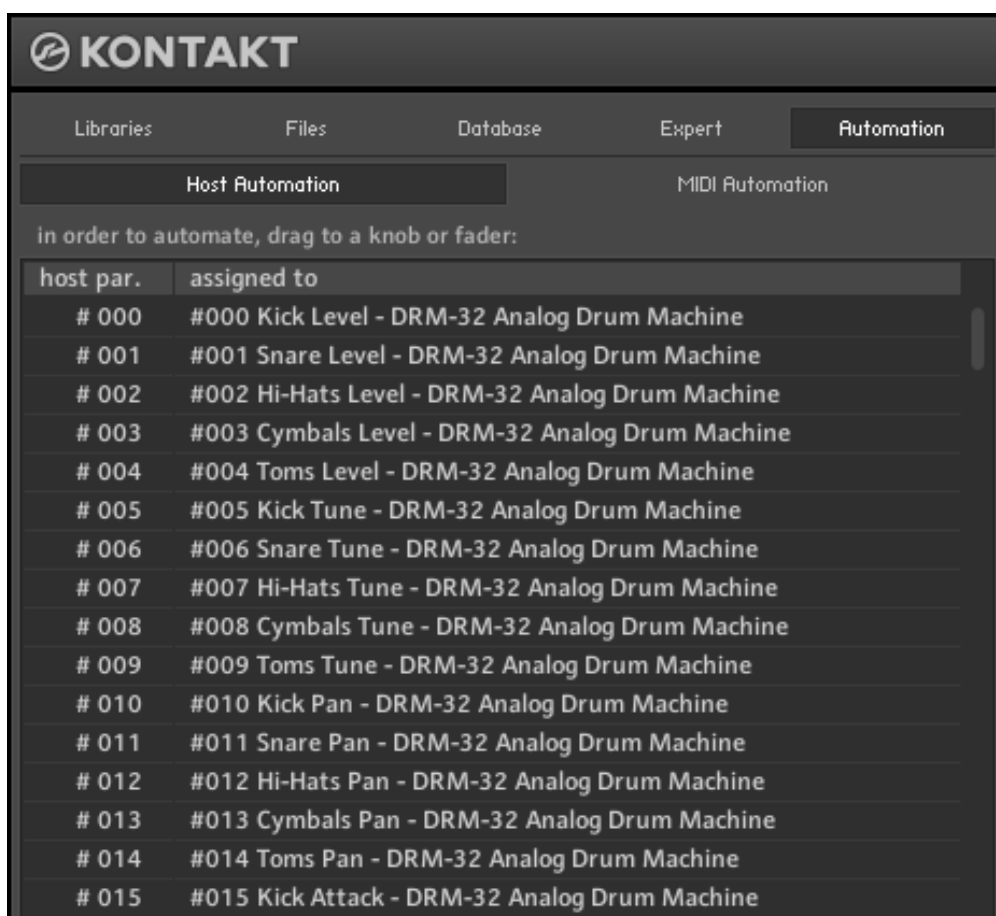 KONTAKT
Libraries Files Database Expert Automation
Host Automation MIDI Automation
in order to automate, drag to a knob or fader:
host par. assigned to
# 000 #000 Kick Level - DRM-32 Analog Drum Machine
# 001 #001 Snare Level - DRM-32 Analog Drum Machine
# 002 #002 Hi-Hats Level - DRM-32 Analog Drum Machine
# 003 #003 Cymbals Level - DRM-32 Analog Drum Machine
# 004 #004 Toms Level - DRM-32 Analog Drum Machine
# 005 #005 Kick Tune - DRM-32 Analog Drum Machine
# 006 #006 Snare Tune - DRM-32 Analog Drum Machine
# 007 #007 Hi-Hats Tune - DRM-32 Analog Drum Machine
# 008 #008 Cymbals Tune - DRM-32 Analog Drum Machine
# 009 #009 Toms Tune - DRM-32 Analog Drum Machine
# 010 #010 Kick Pan - DRM-32 Analog Drum Machine
# 011 #011 Snare Pan - DRM-32 Analog Drum Machine
# 012 #012 Hi-Hats Pan - DRM-32 Analog Drum Machine
# 013 #013 Cymbals Pan - DRM-32 Analog Drum Machine
# 014 #014 Toms Pan - DRM-32 Analog Drum Machine
# 015 #015 Kick Attack - DRM-32 Analog Drum Machine